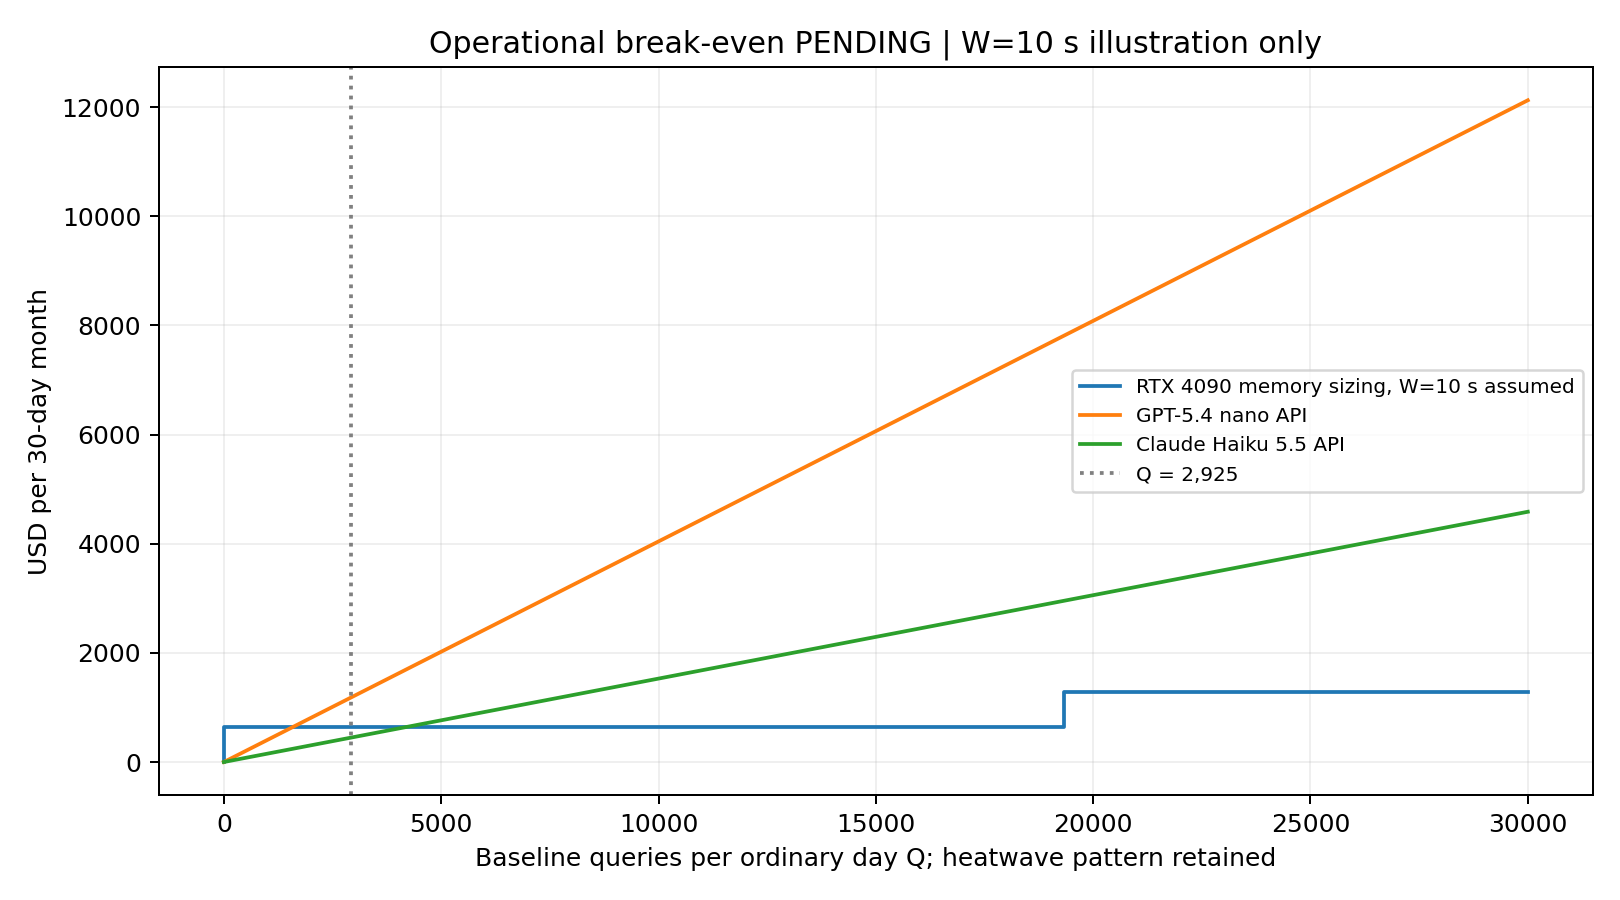 Operational break-even PENDING | W=10 s illustration only
12000
10000
8000
6000
4000
2000
0
USD per 30-day month
RTX 4090 memory sizing, W=10 s assumed
GPT-5.4 nano API
Claude Haiku 5.5 API
Q = 2,925
0
5000
10000
15000
20000
25000
30000
Baseline queries per ordinary day Q; heatwave pattern retained